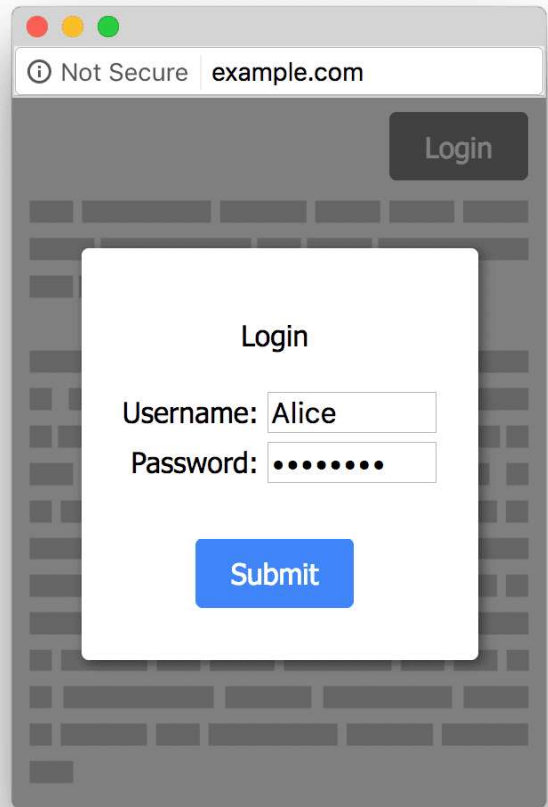 Not Secure example.com
Login
Login
Username: Alice
Password: ••••••••
Submit